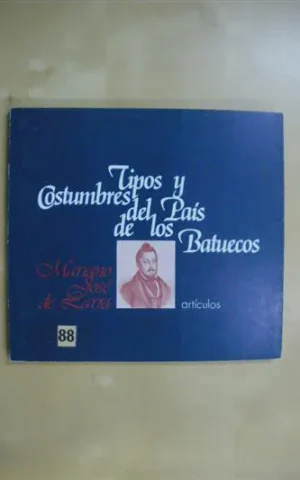 Tipos y
Costumbres
del País
de los
Batuecos
Mariano
José
de Larra
artículos
88